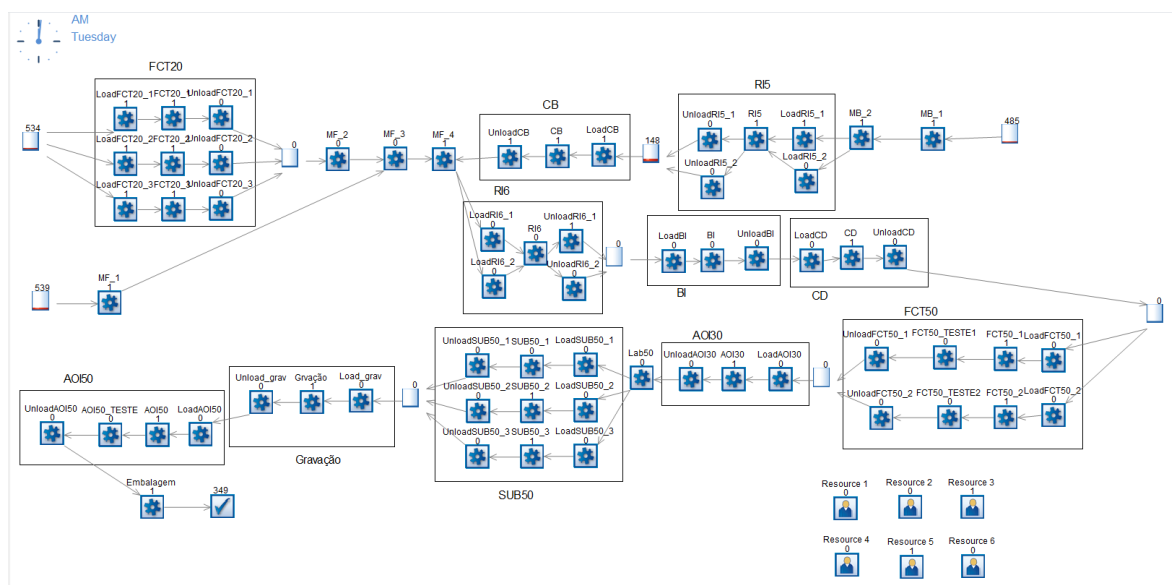 AM
Tuesday
FCT20
LoadFCT20_1 FCT20_1 UnloadFCT20_1
1 1 0
534
LoadFCT20_2 FCT20_2 UnloadFCT20_2
1 1 0
LoadFCT20_3 FCT20_3 UnloadFCT20_3
1 1 0
0
MF_2
0
MF_3
0
MF_4
1
CB
UnloadCB CB LoadCB
1 1 1
148
RI5
UnloadRI5_1 RI5 LoadRI5_1
0 1 1
UnloadRI5_2 LoadRI5_2
0 0
MB_2
1
MB_1
1
485
RI6
LoadRI6_1 RI6 UnloadRI6_1
0 0 1
LoadRI6_2 UnloadRI6_2
0 0
0
LoadBI BI UnloadBI
0 0 0
BI
LoadCD CD UnloadCD
0 1 0
CD
0
539
MF_1
1
FCT50
UnloadFCT50_1 FCT50_TESTE1 FCT50_1 LoadFCT50_1
0 0 1 0
UnloadFCT50_2 FCT50_TESTE2 FCT50_2 LoadFCT50_2
0 0 1 0
0
AOI30
UnloadAOI30 AOI30 LoadAOI30
0 1 0
Lab50
0
UnloadSUB50_1 SUB50_1 LoadSUB50_1
0 0 0
UnloadSUB50_2 SUB50_2 LoadSUB50_2
0 1 0
UnloadSUB50_3 SUB50_3 LoadSUB50_3
0 1 0
SUB50
0
Unload_grav Grvação Load_grav
0 1 0
Gravação
AOI50
UnloadAOI50 AOI50_TESTE AOI50 LoadAOI50
0 0 1 0
Embalagem
1
349
Resource 1 Resource 2 Resource 3
0 0 1
Resource 4 Resource 5 Resource 6
0 1 0